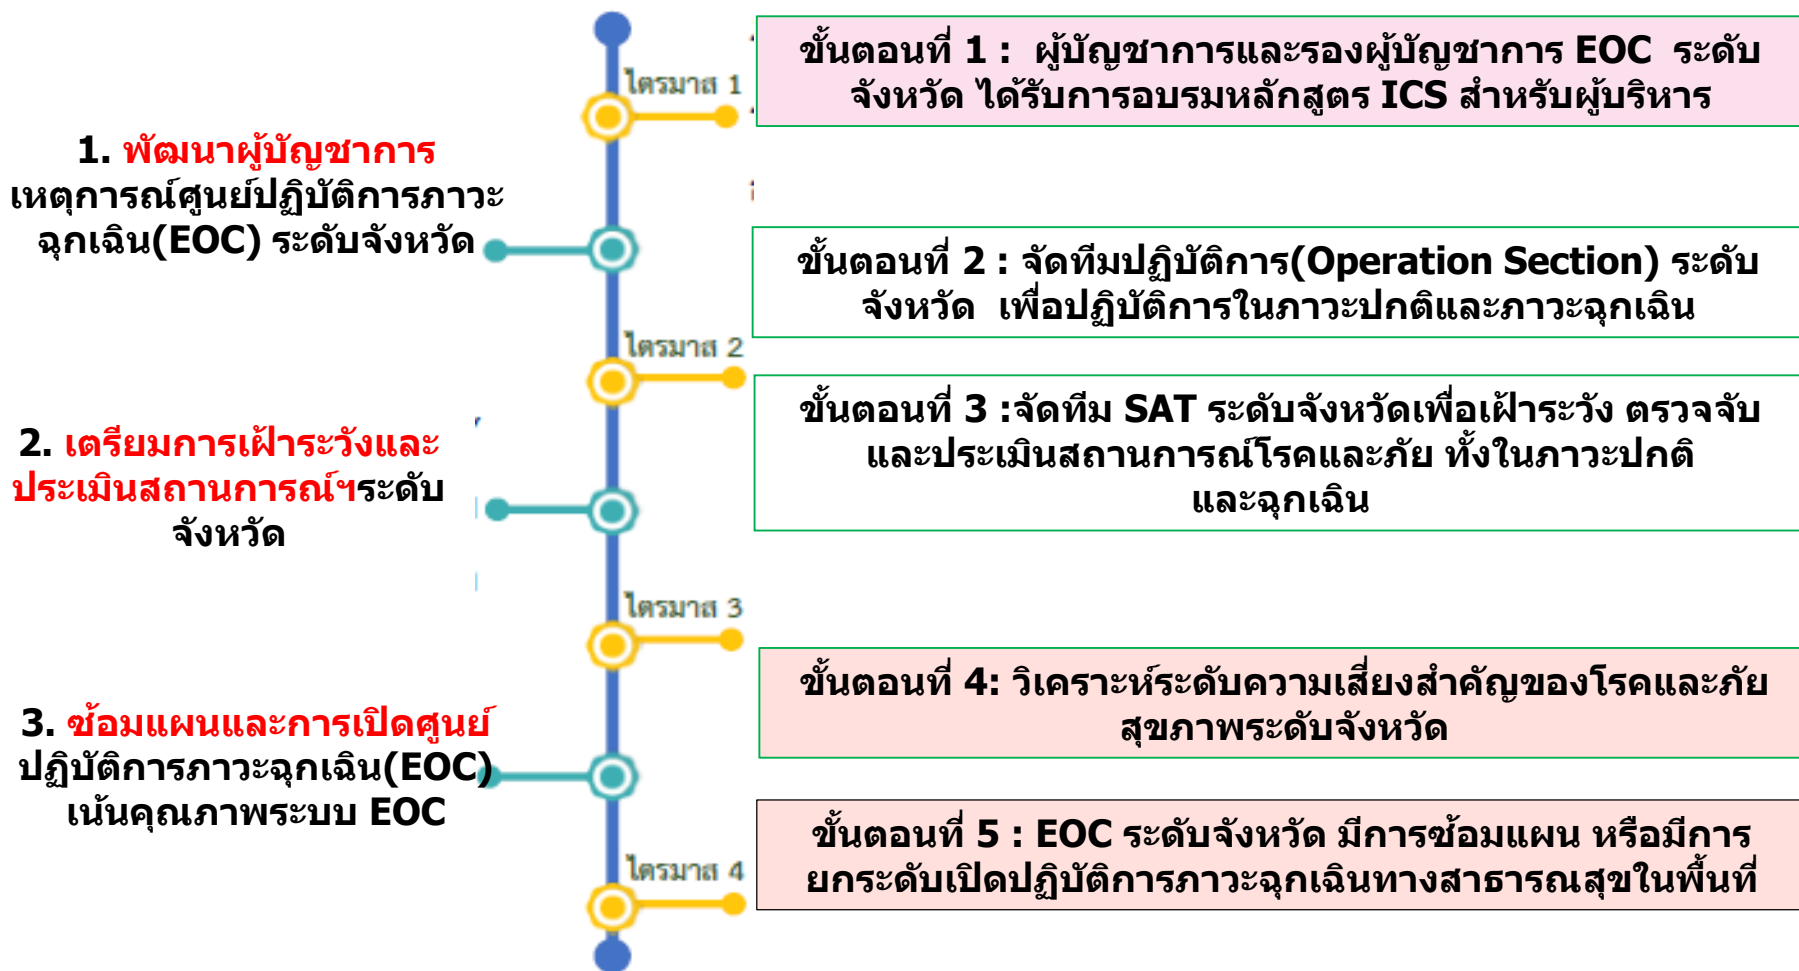 ไตรมาส 1
ขั้นตอนที่ 1 :  ผู้บัญชาการและรองผู้บัญชาการ EOC  ระดับ
จังหวัด ได้รับการอบรมหลักสูตร ICS สำหรับผู้บริหาร
1. พัฒนาผู้บัญชาการ
เหตุการณ์ศูนย์ปฏิบัติการภาวะ
ฉุกเฉิน(EOC) ระดับจังหวัด
ขั้นตอนที่ 2 : จัดทีมปฏิบัติการ(Operation Section) ระดับ
จังหวัด  เพื่อปฏิบัติการในภาวะปกติและภาวะฉุกเฉิน
ไตรมาส 2
ขั้นตอนที่ 3 :จัดทีม SAT ระดับจังหวัดเพื่อเฝ้าระวัง ตรวจจับ
และประเมินสถานการณ์โรคและภัย ทั้งในภาวะปกติ
และฉุกเฉิน
2. เตรียมการเฝ้าระวังและ
ประเมินสถานการณ์ฯระดับ
จังหวัด
ไตรมาส 3
ขั้นตอนที่ 4: วิเคราะห์ระดับความเสี่ยงสำคัญของโรคและภัย
สุขภาพระดับจังหวัด
3. ซ้อมแผนและการเปิดศูนย์
ปฏิบัติการภาวะฉุกเฉิน(EOC)
เน้นคุณภาพระบบ EOC
ไตรมาส 4
ขั้นตอนที่ 5 : EOC ระดับจังหวัด มีการซ้อมแผน หรือมีการ
ยกระดับเปิดปฏิบัติการภาวะฉุกเฉินทางสาธารณสุขในพื้นที่